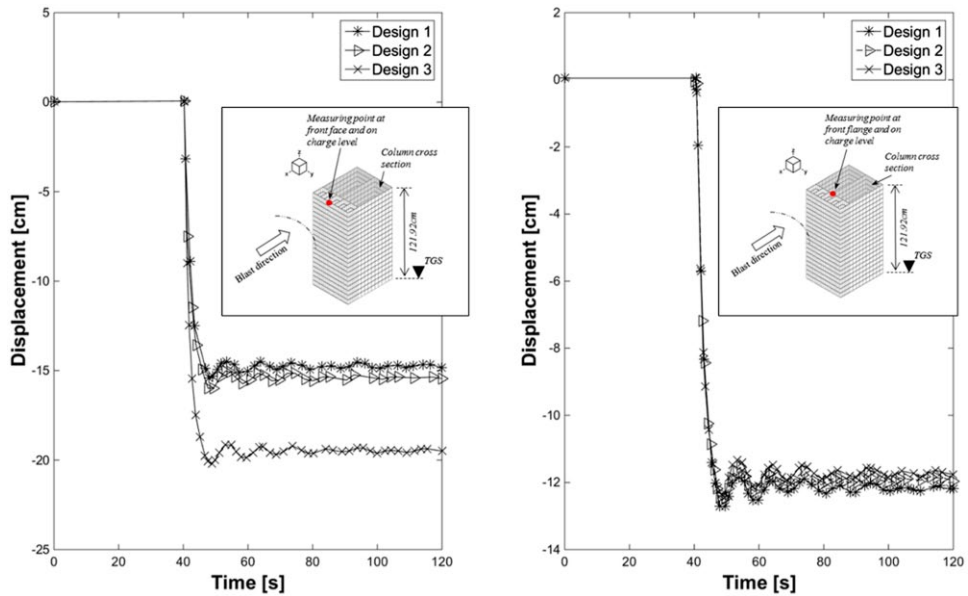 5
0
-5
-10
-15
-20
-25
Displacement [cm]
0 20 40 60 80 100 120
Time [s]
Design 1
Design 2
Design 3
Measuring point at
front face and on
charge level
Column cross
section
z
x
y
121.92cm
TGS
Blast direction
2
0
-2
-4
-6
-8
-10
-12
-14
Displacement [cm]
0 20 40 60 80 100 120
Time [s]
Design 1
Design 2
Design 3
Measuring point at
front flange and on
charge level
Column cross
section
z
x
y
121.92cm
TGS
Blast direction